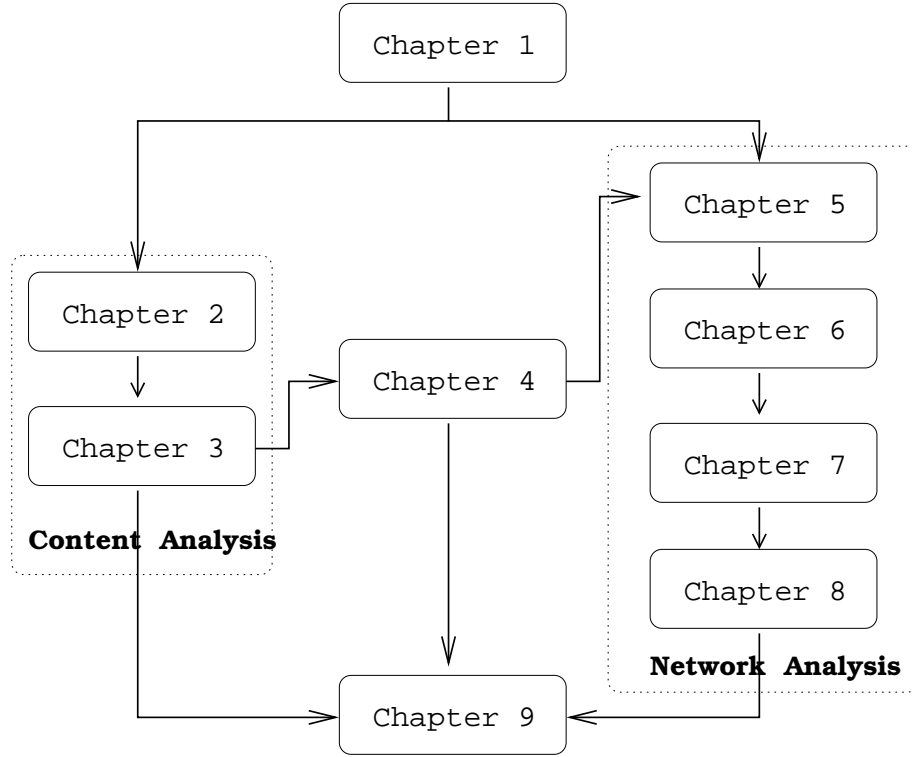 Chapter 1
Chapter 5
Chapter 2
Chapter 6
Chapter 4
Chapter 3
Chapter 7
Content Analysis
Chapter 8
Network Analysis
Chapter 9